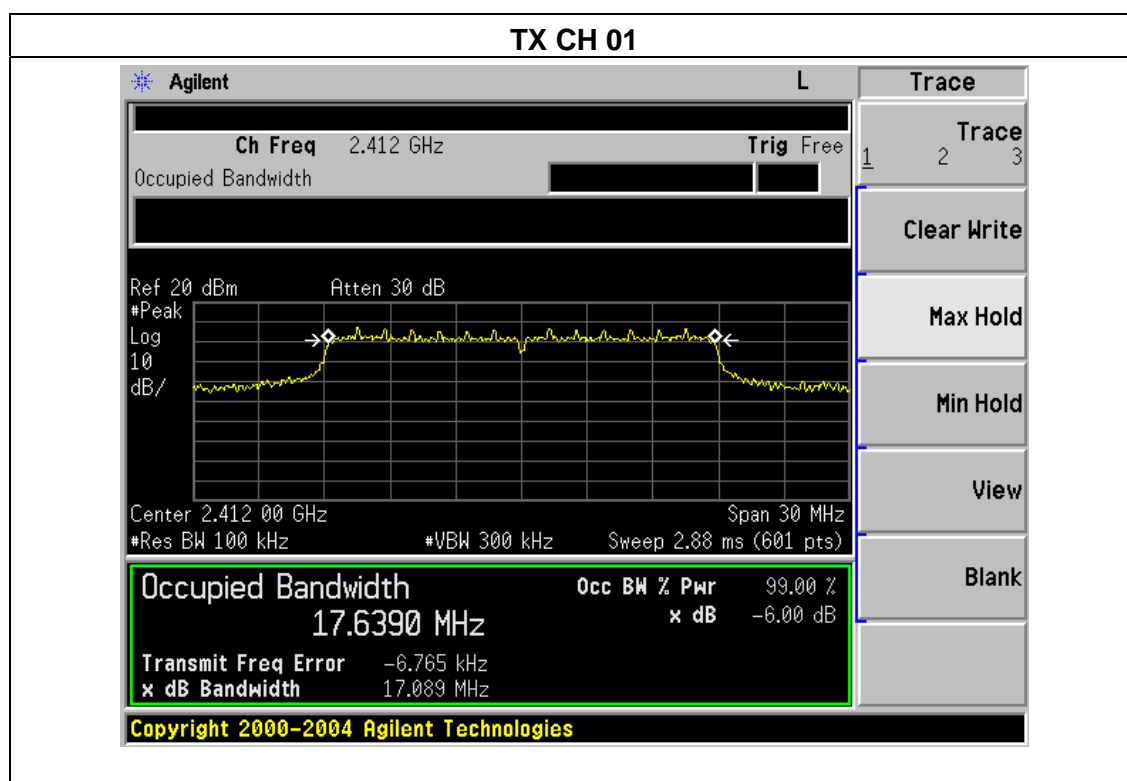 TX CH 01
Agilent L Trace
Ch Freq 2.412 GHz Trig Free
Occupied Bandwidth
Trace
1 2 3
Clear Write
Max Hold
Min Hold
View
Blank
Ref 20 dBm Atten 30 dB
#Peak
Log
10
dB/
Center 2.412 00 GHz Span 30 MHz
#Res BW 100 kHz #VBW 300 kHz Sweep 2.88 ms (601 pts)
Occupied Bandwidth Occ BW % Pwr 99.00 %
17.6390 MHz x dB -6.00 dB
Transmit Freq Error -6.765 kHz
x dB Bandwidth 17.089 MHz
Copyright 2000-2004 Agilent Technologies